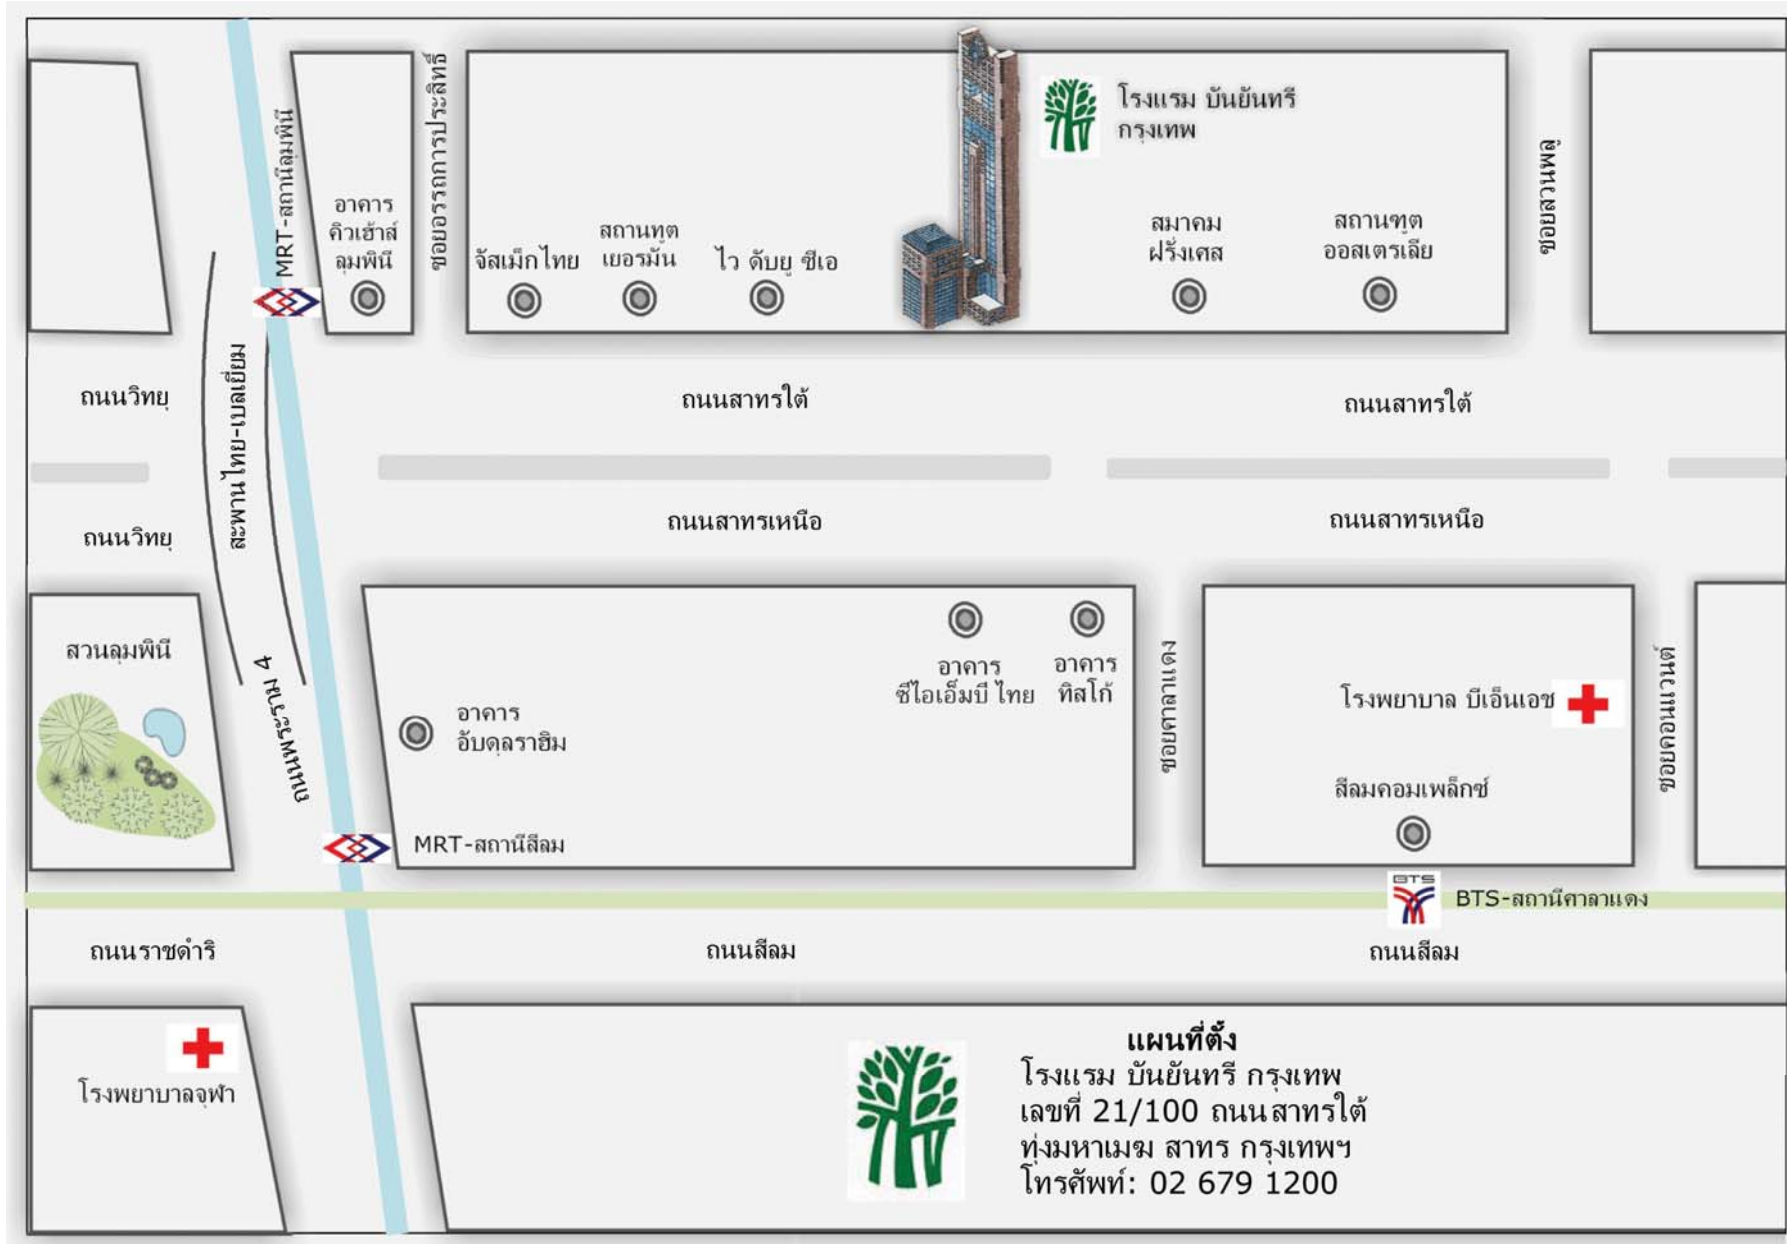 โรงแรม บันยันทรี
กรุงเทพ
MRT-สถานีลุมพินี
อาคาร
คิวเฮ้าส์
ลุมพินี
ซอยอรรถการประสิทธิ์
จัสเม็กไทย
สถานทูต
เยอรมัน
ไว ดับยู ซีเอ
สมาคม
ฝรั่งเศส
สถานฑูต
ออสเตรเลีย
ซอยสวนพลู
ถนนวิทยุ
สะพานไทย-เบลเยี่ยม
ถนนสาทรใต้
ถนนสาทรใต้
ถนนวิทยุ
ถนนสาทรเหนือ
ถนนสาทรเหนือ
สวนลุมพินี
ถนนพระราม 4
อาคาร
อับดุลราฮิม
อาคาร
ซีไอเอ็มบี ไทย
อาคาร
ทิสโก้
ซอยศาลาแดง
โรงพยาบาล บีเอ็นเอช
สีลมคอมเพล็กซ์
ซอยคอนแวนต์
MRT-สถานีสีลม
BTS
BTS-สถานีศาลาแดง
ถนนราชดำริ
ถนนสีลม
ถนนสีลม
โรงพยาบาลจุฬา
แผนที่ตั้ง
โรงแรม บันยันทรี กรุงเทพ
เลขที่ 21/100 ถนนสาทรใต้
ทุ่งมหาเมฆ สาทร กรุงเทพฯ
โทรศัพท์: 02 679 1200